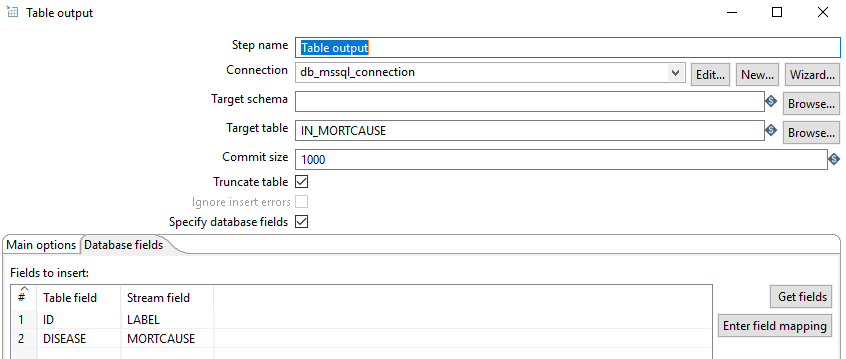 Table output
Step name Table output
Connection db_mssql_connection Edit... New... Wizard...
Target schema Browse...
Target table IN_MORTCAUSE Browse...
Commit size 1000
Truncate table
Ignore insert errors
Specify database fields
Main options Database fields
Fields to insert:
# Table field Stream field Get fields
1 ID LABEL Enter field mapping
2 DISEASE MORTCAUSE